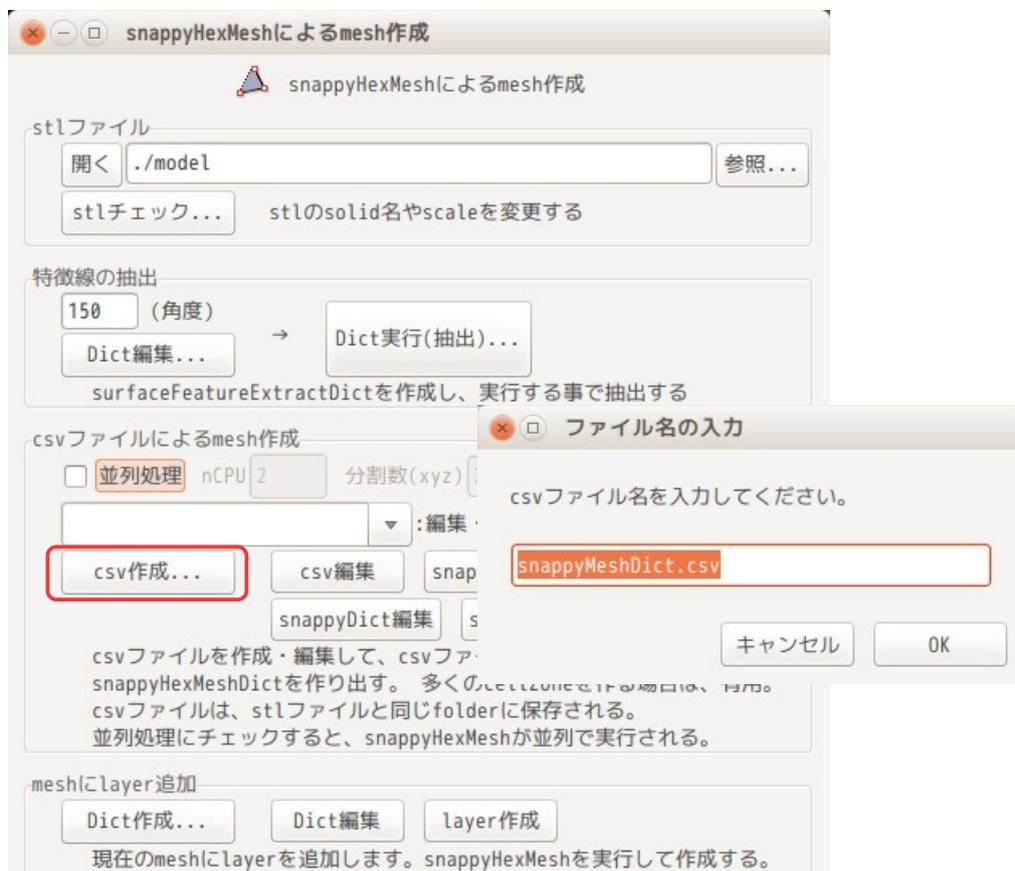 snappyHexMeshによるmesh作成
snappyHexMeshによるmesh作成
stlファイル
開く ./model 参照...
stlチェック... stlのsolid名やscaleを変更する
特徴線の抽出
150 (角度)
→ Dict実行(抽出)...
Dict編集...
surfaceFeatureExtractDictを作成し、実行する事で抽出する
csvファイルによるmesh作成
並列処理 nCPU 2 分割数(xyz)
:編集・
csv作成... csv編集 snap
snappyDict編集 s
csvファイルを作成・編集して、csvファ
snappyHexMeshDictを作り出す。 多くのcellZoneを作る場合は、有用。
csvファイルは、stlファイルと同じfolderに保存される。
並列処理にチェックすると、snappyHexMeshが並列で実行される。
ファイル名の入力
csvファイル名を入力してください。
snappyMeshDict.csv
キャンセル OK
meshにlayer追加
Dict作成... Dict編集 layer作成
現在のmeshにlayerを追加します。snappyHexMeshを実行して作成する。